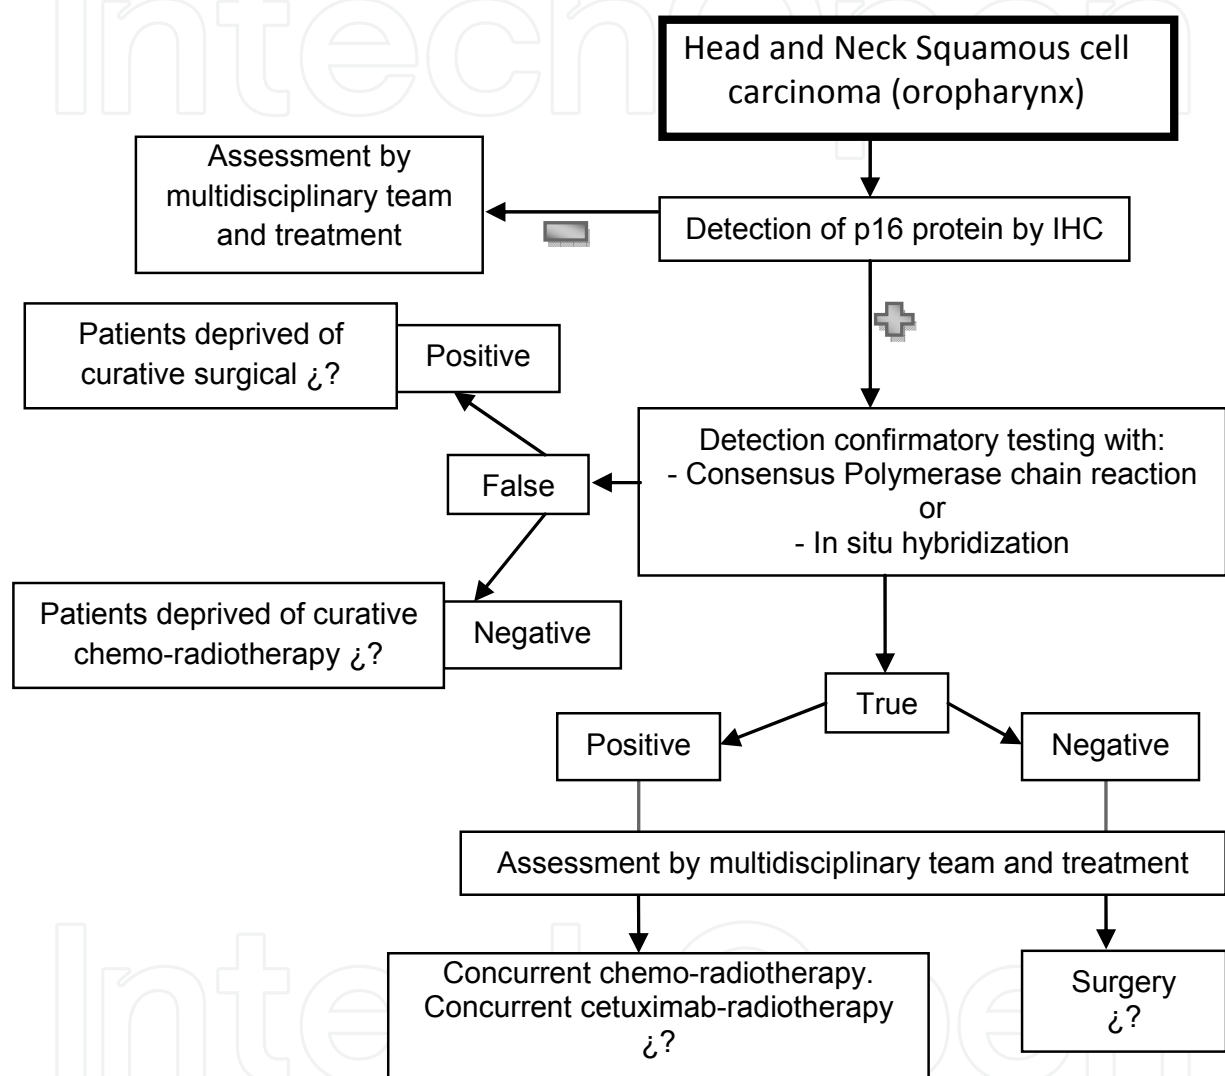 IntechOpen
Head and Neck Squamous cell
carcinoma (oropharynx)
Assessment by
multidisciplinary team
and treatment
Detection of p16 protein by IHC
Patients deprived of
curative surgical ¿?
Positive
Detection confirmatory testing with:
- Consensus Polymerase chain reaction
or
- In situ hybridization
False
Patients deprived of curative
chemo-radiotherapy ¿?
Negative
True
Positive
Negative
Assessment by multidisciplinary team and treatment
Concurrent chemo-radiotherapy.
Concurrent cetuximab-radiotherapy
¿?
Surgery
¿?
IntechOpen